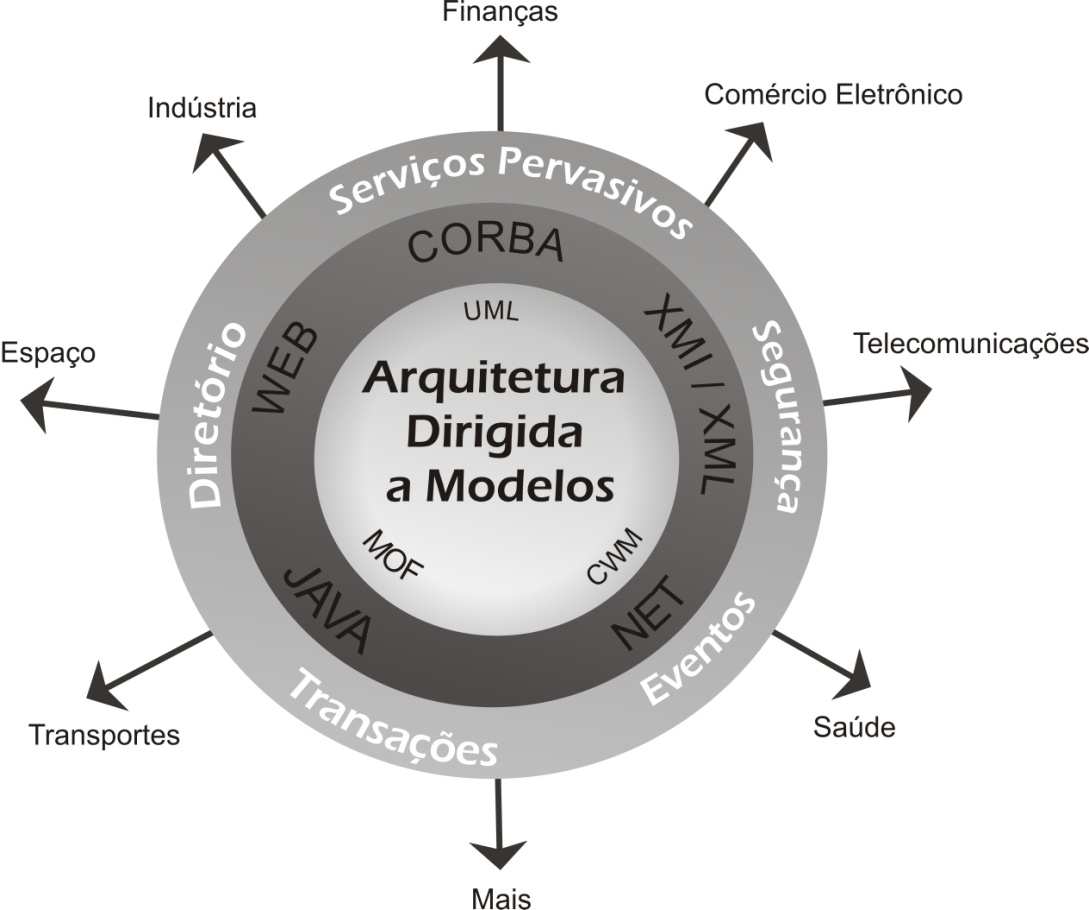 Finanças
Indústria
Comércio Eletrônico
Serviços Pervasivos
CORBA
UML
WEB
XMI / XML
Diretório
Segurança
Espaço
Telecomunicações
Arquitetura
Dirigida
a Modelos
MOF
CWM
JAVA
NET
Eventos
Transações
Transportes
Saúde
Mais